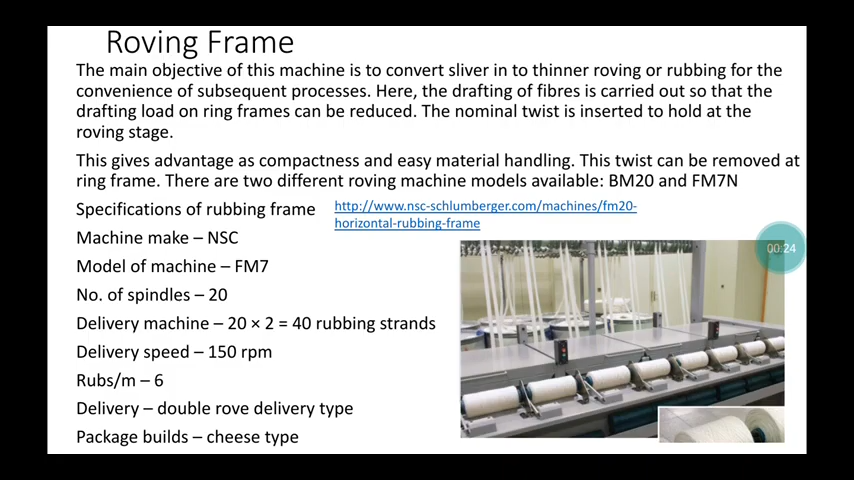 Roving Frame
The main objective of this machine is to convert sliver in to thinner roving or rubbing for the
convenience of subsequent processes. Here, the drafting of fibres is carried out so that the
drafting load on ring frames can be reduced. The nominal twist is inserted to hold at the
roving stage.
This gives advantage as compactness and easy material handling. This twist can be removed at
ring frame. There are two different roving machine models available: BM20 and FM7N
Specifications of rubbing frame
http://www.nsc-schlumberger.com/machines/fm20-
horizontal-rubbing-frame
Machine make – NSC
00:24
Model of machine – FM7
No. of spindles – 20
Delivery machine – 20 × 2 = 40 rubbing strands
Delivery speed – 150 rpm
Rubs/m – 6
Delivery – double rove delivery type
Package builds – cheese type